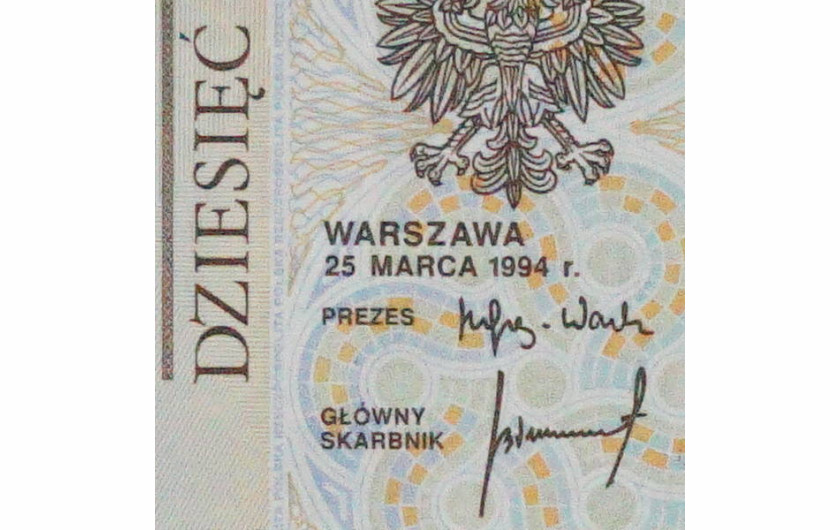 DZIESIĘĆ
WARSZAWA
25 MARCA 1994 r.
PREZES
GŁÓWNY
SKARBNIK